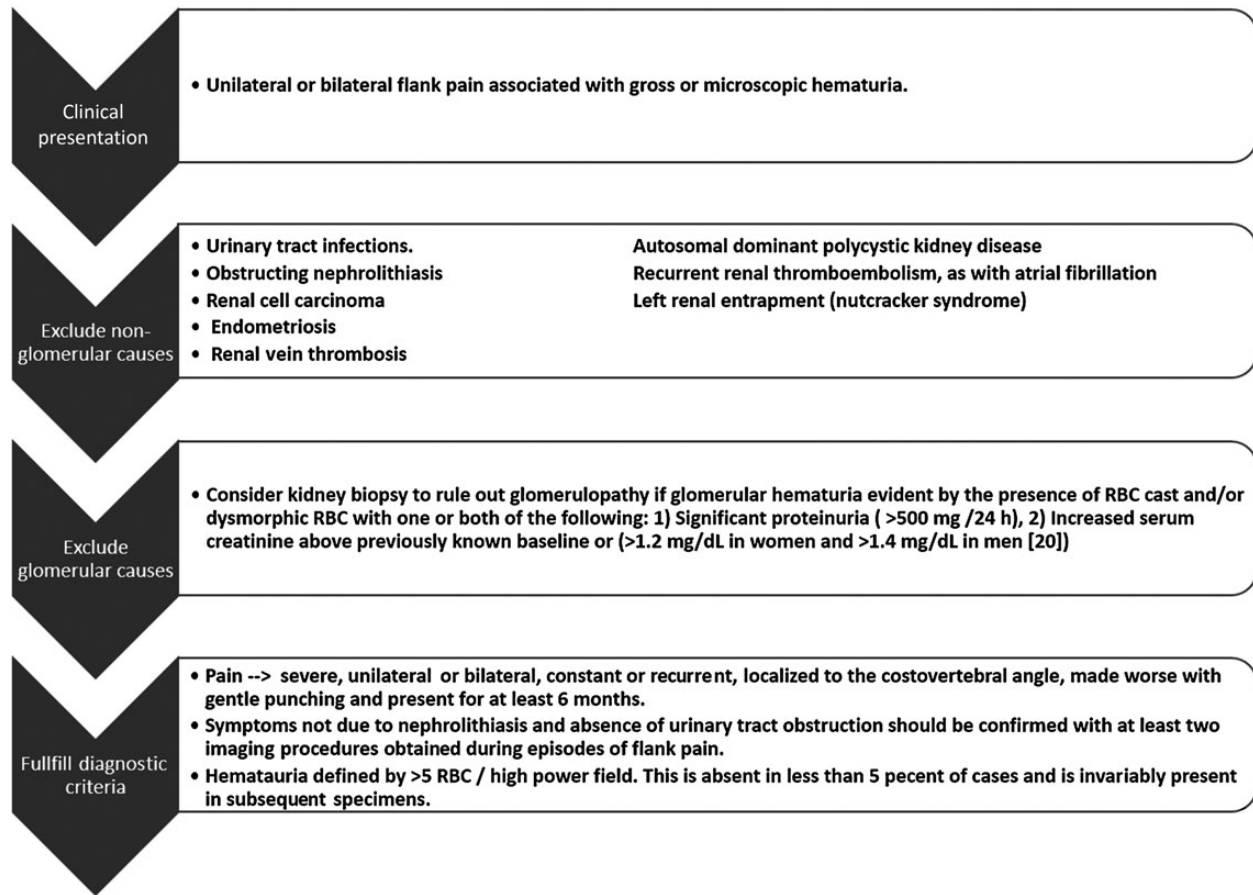 Clinical
presentation
• Unilateral or bilateral flank pain associated with gross or microscopic hematuria.
Exclude non-
glomerular causes
• Urinary tract infections.
• Obstructing nephrolithiasis
• Renal cell carcinoma
• Endometriosis
• Renal vein thrombosis
Autosomal dominant polycystic kidney disease
Recurrent renal thromboembolism, as with atrial fibrillation
Left renal entrapment (nutcracker syndrome)
Exclude
glomerular causes
• Consider kidney biopsy to rule out glomerulopathy if glomerular hematuria evident by the presence of RBC cast and/or
dysmorphic RBC with one or both of the following: 1) Significant proteinuria ( >500 mg /24 h), 2) Increased serum
creatinine above previously known baseline or (>1.2 mg/dL in women and >1.4 mg/dL in men [20])
Fullfill diagnostic
criteria
• Pain --> severe, unilateral or bilateral, constant or recurrent, localized to the costovertebral angle, made worse with
gentle punching and present for at least 6 months.
• Symptoms not due to nephrolithiasis and absence of urinary tract obstruction should be confirmed with at least two
imaging procedures obtained during episodes of flank pain.
• Hematauria defined by >5 RBC / high power field. This is absent in less than 5 pecent of cases and is invariably present
in subsequent specimens.